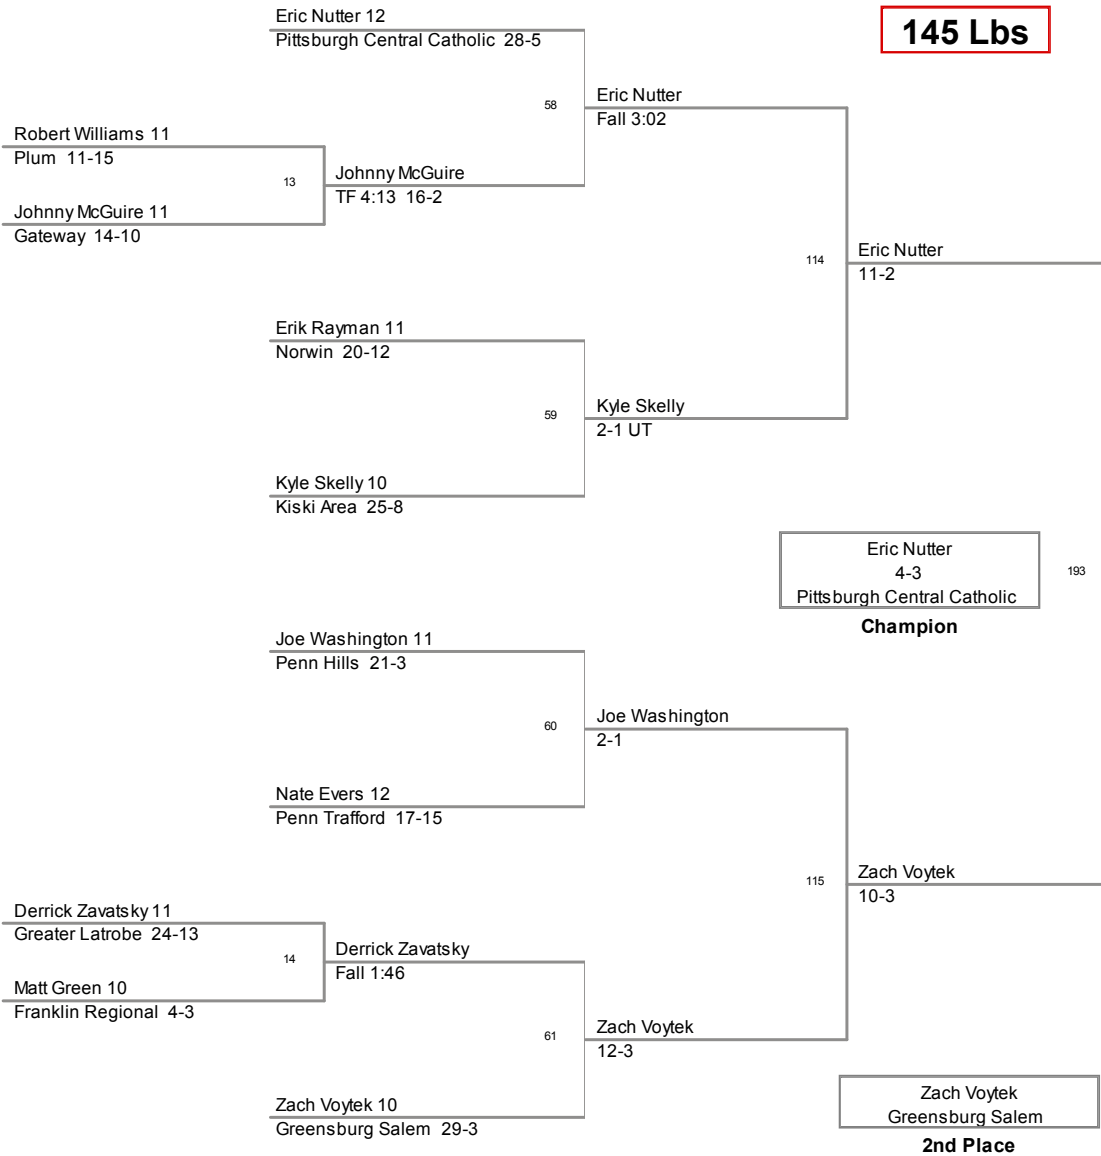 Eric Nutter 12
Pittsburgh Central Catholic 28-5
145 Lbs
58
Eric Nutter
Fall 3:02
Robert Williams 11
Plum 11-15
13
Johnny McGuire
TF 4:13 16-2
Johnny McGuire 11
Gateway 14-10
114
Eric Nutter
11-2
Erik Rayman 11
Norwin 20-12
59
Kyle Skelly
2-1 UT
Kyle Skelly 10
Kiski Area 25-8
Eric Nutter
4-3
Pittsburgh Central Catholic
193
Champion
Joe Washington 11
Penn Hills 21-3
60
Joe Washington
2-1
Nate Evers 12
Penn Trafford 17-15
115
Zach Voytek
10-3
Derrick Zavatsky 11
Greater Latrobe 24-13
14
Derrick Zavatsky
Fall 1:46
Matt Green 10
Franklin Regional 4-3
61
Zach Voytek
12-3
Zach Voytek 10
Greensburg Salem 29-3
Zach Voytek
Greensburg Salem
2nd Place